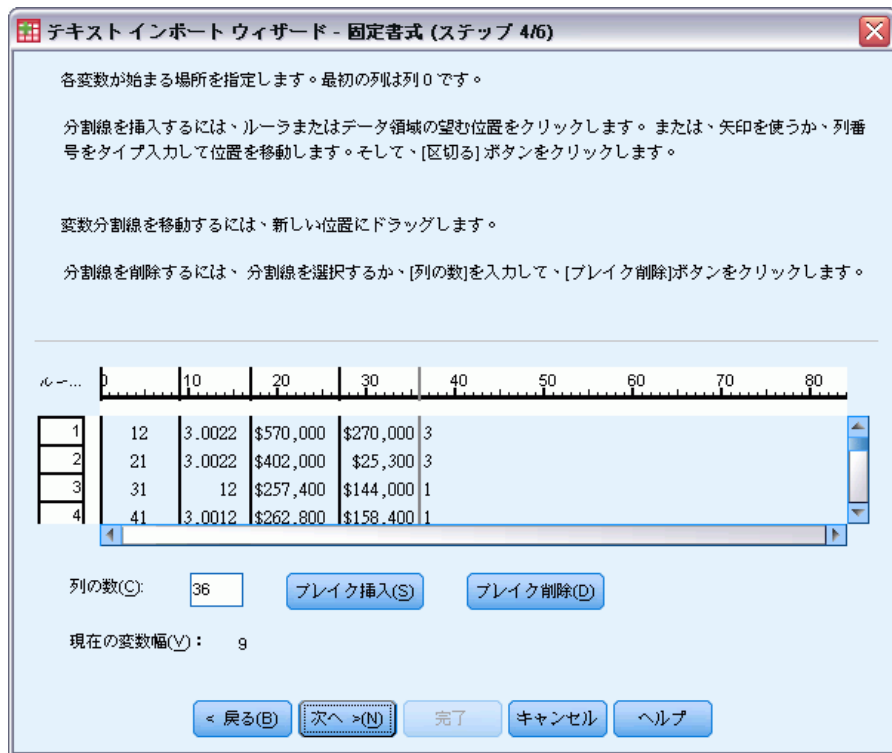 テキスト インポート ウィザード - 固定書式 (ステップ 4/6)
各変数が始まる場所を指定します。最初の列は列 0 です。
分割線を挿入するには、ルーラまたはデータ領域の望む位置をクリックします。 または、矢印を使うか、列番
号をタイプ入力して位置を移動します。そして、[区切る] ボタンをクリックします。
変数分割線を移動するには、新しい位置にドラッグします。
分割線を削除するには、 分割線を選択するか、[列の数]を入力して、[ブレイク削除]ボタンをクリックします。
ルー... 0 10 20 30 40 50 60 70 80
1 12 3.0022 $570,000 $270,000 3
2 21 3.0022 $402,000 $25,300 3
3 31 12 $257,400 $144,000 1
4 41 3.0012 $262,800 $158,400 1
列の数(C): 36 ブレイク挿入(S) ブレイク削除(D)
現在の変数幅(V)： 9
< 戻る(B) 次へ >(N) 完了 キャンセル ヘルプ